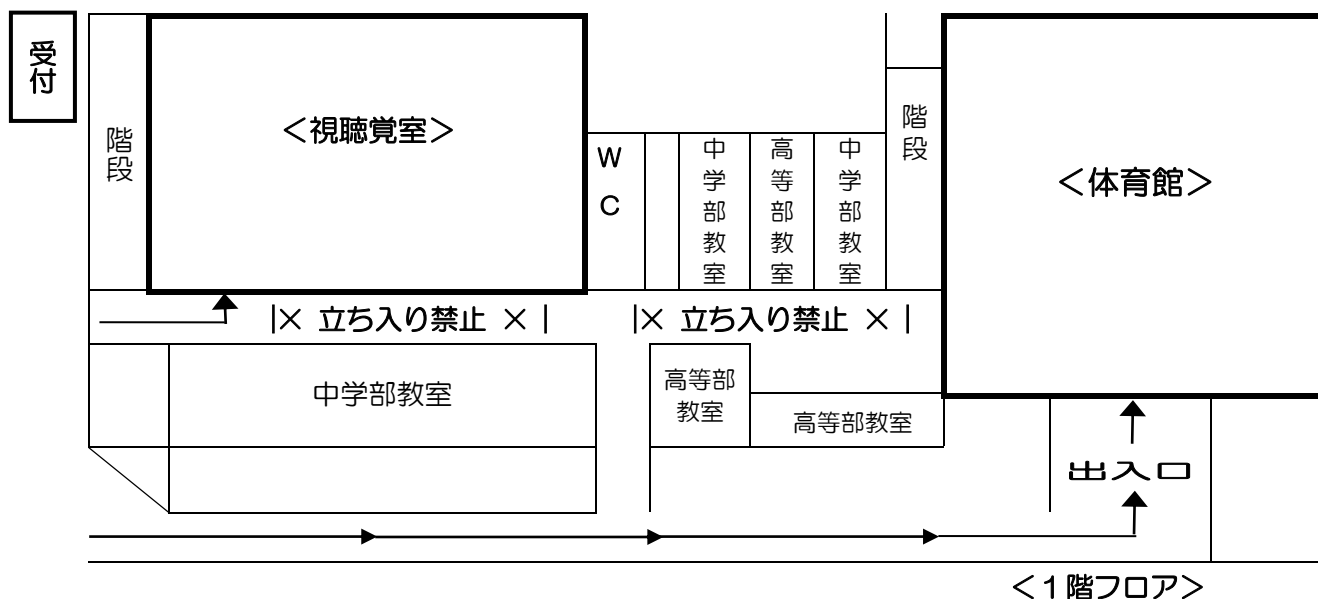 受付
階段
＜視聴覚室＞
ＷＣ
中学部教室
高等部教室
中学部教室
階段
＜体育館＞
|× 立ち入り禁止 ×|
|× 立ち入り禁止 ×|
中学部教室
高等部
教室
高等部教室
出入口
＜１階フロア＞